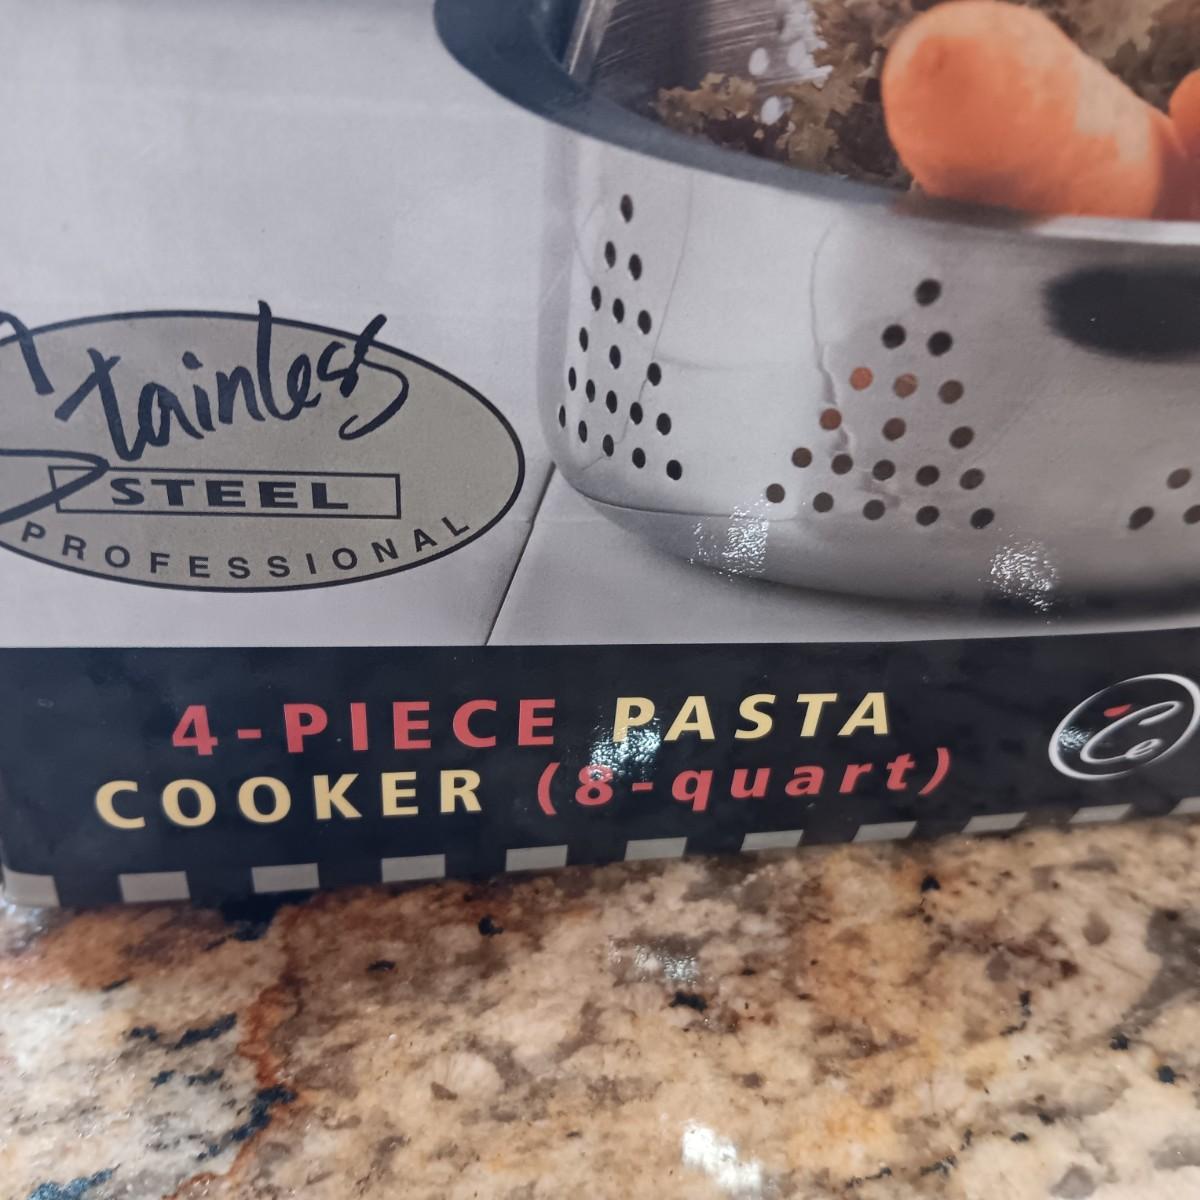 Stainless
STEEL
PROFESSIONAL
4-PIECE PASTA
COOKER (8-quart)